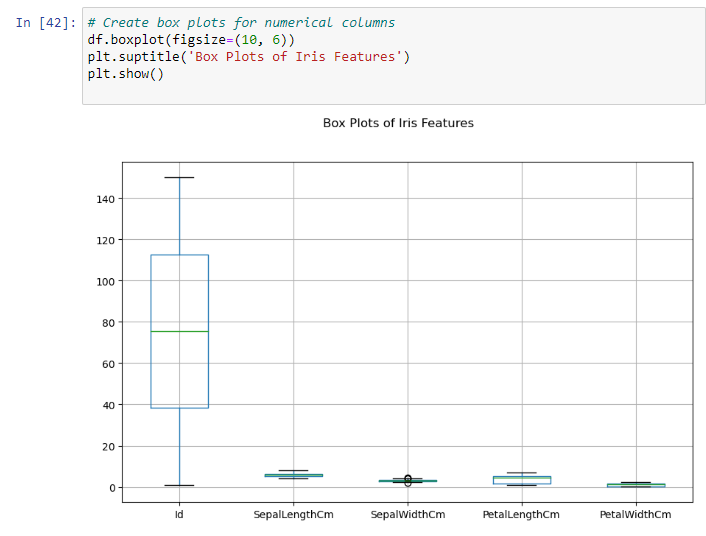 In [42]: # Create box plots for numerical columns
df.boxplot(figsize=(10, 6))
plt.suptitle('Box Plots of Iris Features')
plt.show()
Box Plots of Iris Features
140
120
100
80
60
40
20
0
Id SepalLengthCm SepalWidthCm PetalLengthCm PetalWidthCm